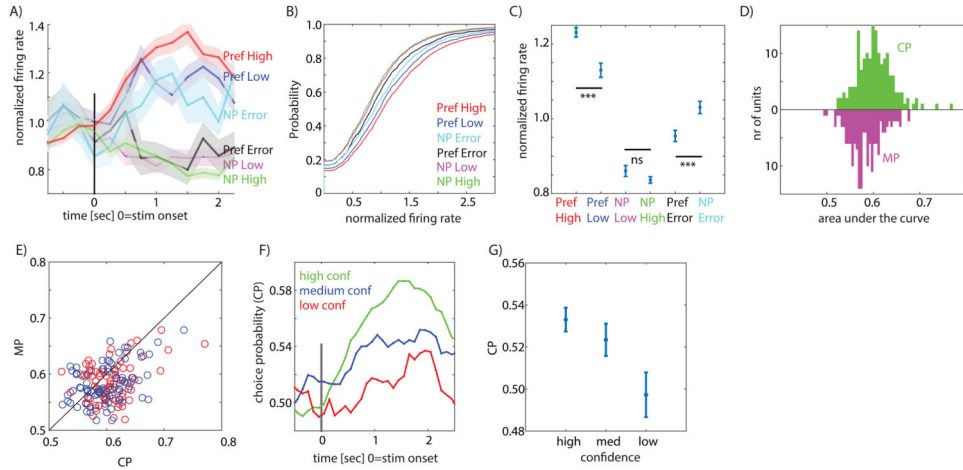 A)
normalized firing rate
1.4
1.2
1.0
0.8
Pref High
Pref Low
NP Error
Pref Error
NP Low
NP High
-1
0
1
2
time [sec] 0=stim onset
B)
Probability
1.0
0.8
0.6
0.4
0.2
0
Pref High
Pref Low
NP Error
Pref Error
NP Low
NP High
1.0
2.0
3.0
normalized firing rate
C)
normalized firing rate
1.2
1.0
0.8
***
ns
***
Pref High
Pref Low
NP Low
NP High
Pref Error
NP Error
D)
nr of units
10
0
10
CP
MP
0.4
0.5
0.6
0.7
area under the curve
E)
MP
0.8
0.7
0.6
0.5
0.5
0.6
0.7
0.8
CP
F)
choice probability (CP)
0.58
0.54
0.50
high conf
medium conf
low conf
0
1
2
time [sec] 0=stim onset
G)
CP
0.56
0.54
0.52
0.50
0.48
high
med
low
confidence